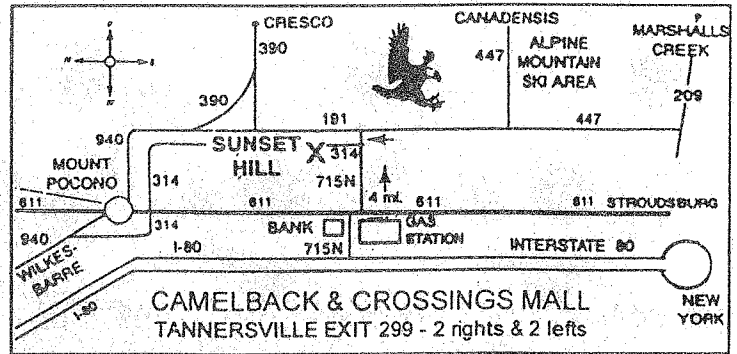 CRESCO
CANADENSIS
MARSHALLS
CREEK
390
447
ALPINE
MOUNTAIN
SKI AREA
209
390
940
191
447
SUNSET
HILL
X
314
MOUNT
POCONO
314
715N
4 mi.
611
611
611
611
STROUDSBURG
314
940
BANK
GAS
STATION
WILKES-
BARRE
I-80
715N
INTERSTATE 80
I-80
CAMELBACK & CROSSINGS MALL
TANNERSVILLE EXIT 299 - 2 rights & 2 lefts
NEW
YORK